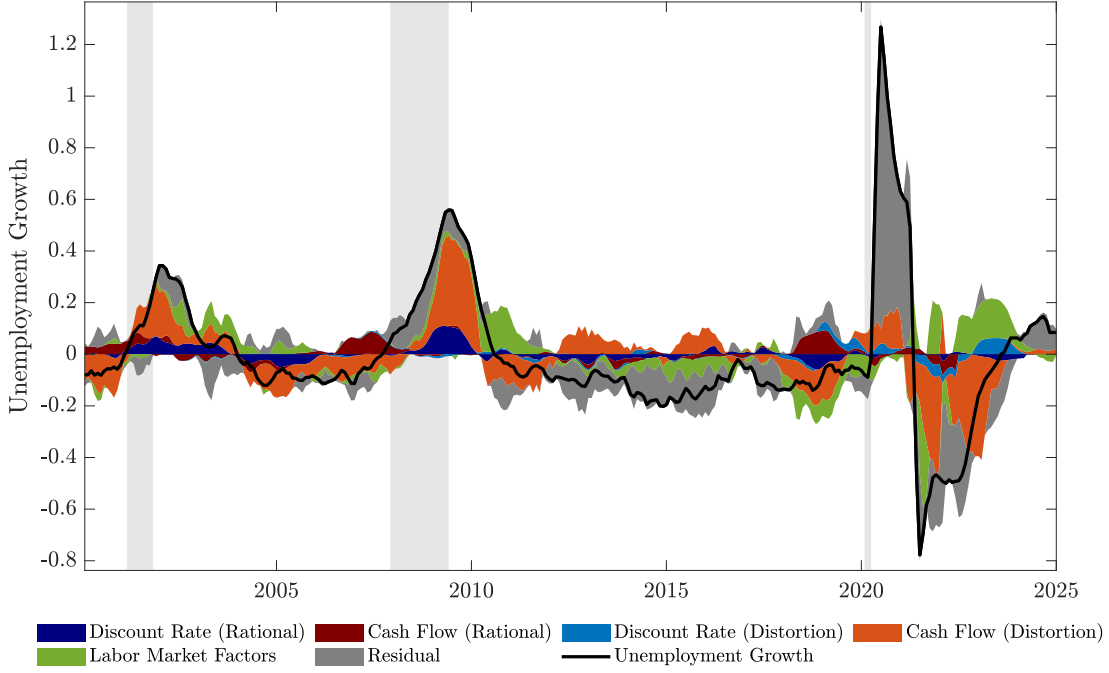 Unemployment Growth
1.2
1
0.8
0.6
0.4
0.2
0
-0.2
-0.4
-0.6
-0.8
2005 2010 2015 2020 2025
Discount Rate (Rational) Cash Flow (Rational) Discount Rate (Distortion) Cash Flow (Distortion)
Labor Market Factors Residual Unemployment Growth